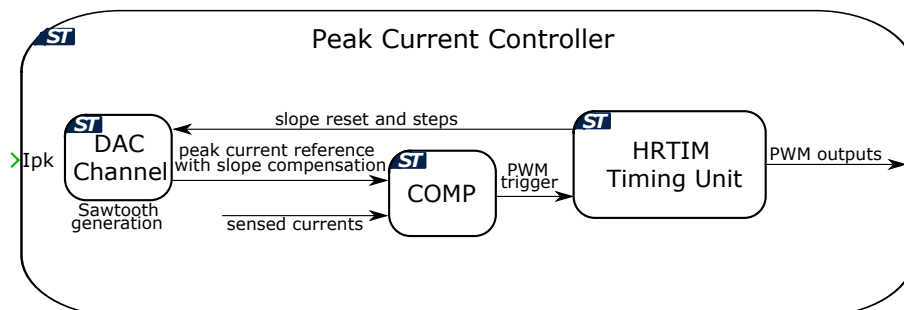 ST
Peak Current Controller
slope reset and steps
ST
DAC
Channel
Ipk
Sawtooth
generation
peak current reference
with slope compensation
ST
COMP
sensed currents
PWM
trigger
ST
HRTIM
Timing Unit
PWM outputs